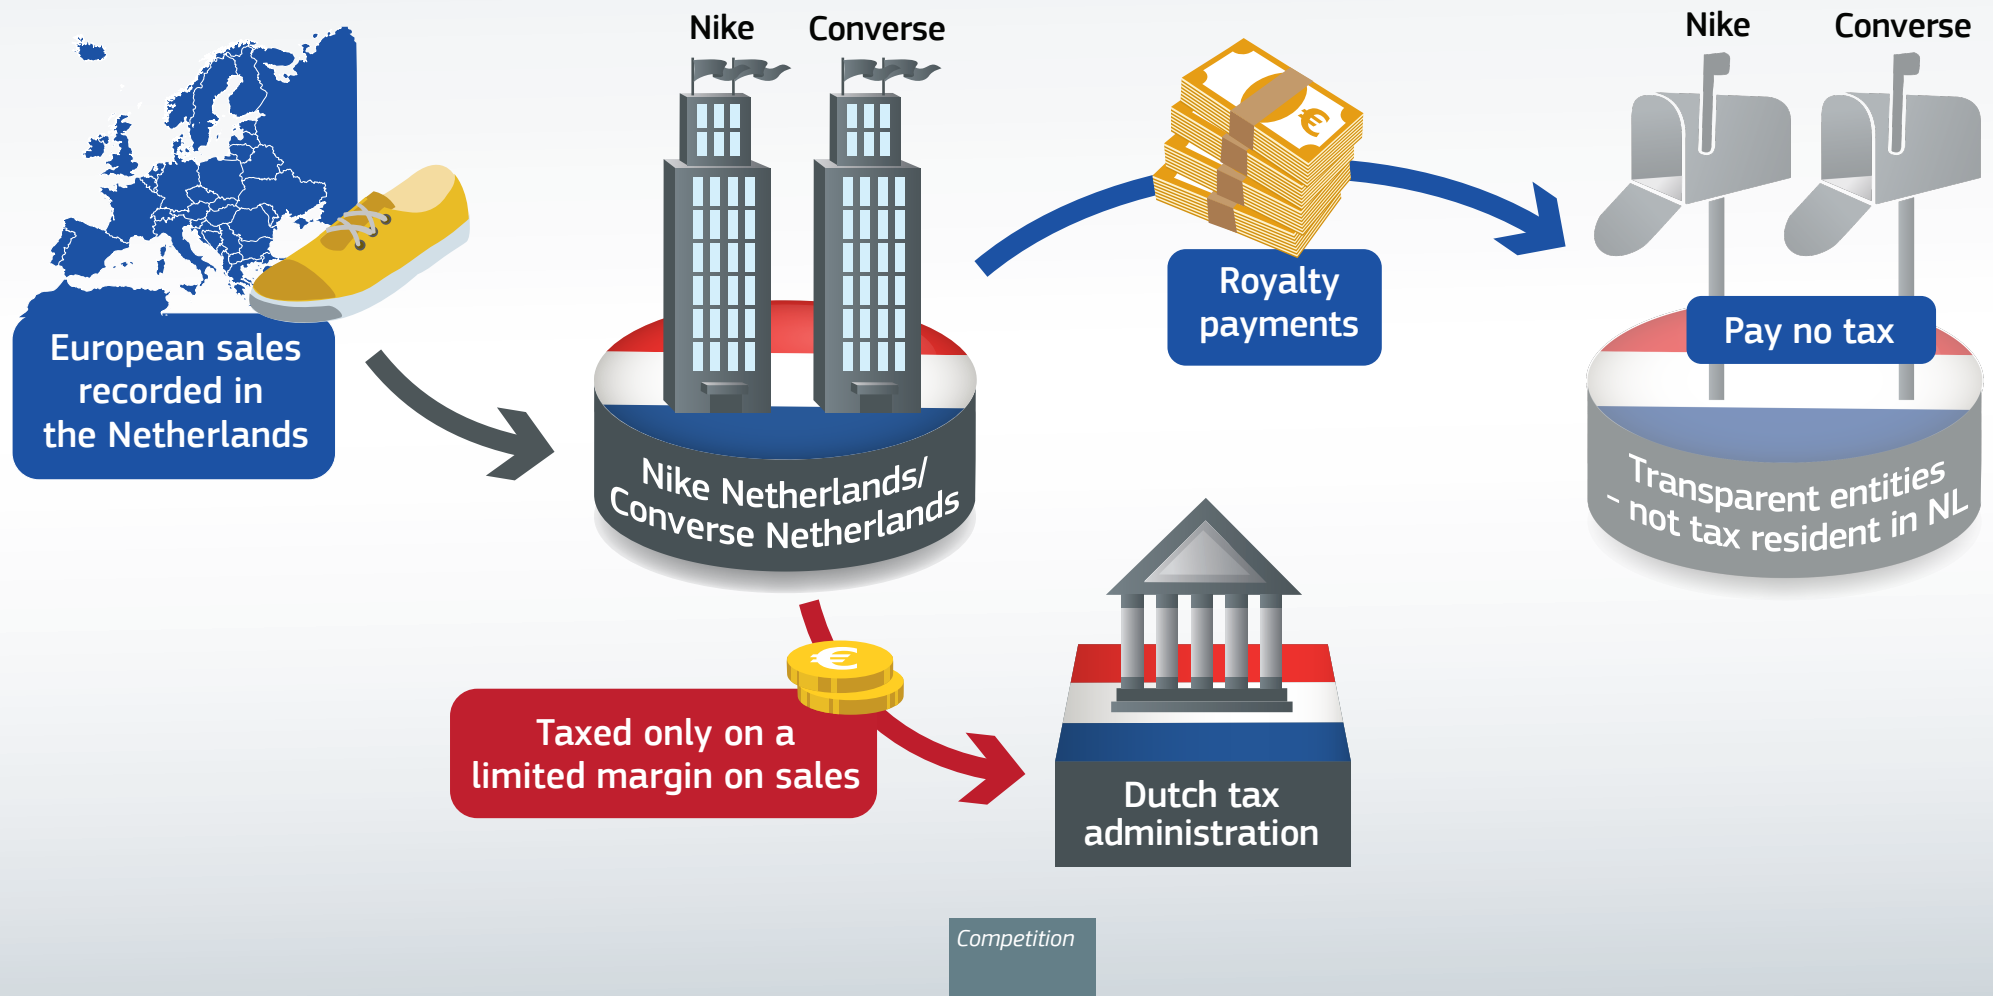 Nike
Converse
Nike
Converse
European sales
recorded in
the Netherlands
Royalty
payments
Pay no tax
Nike Netherlands/
Converse Netherlands
Transparent entities
– not tax resident in NL
€
€
Taxed only on a
limited margin on sales
Dutch tax
administration
Competition